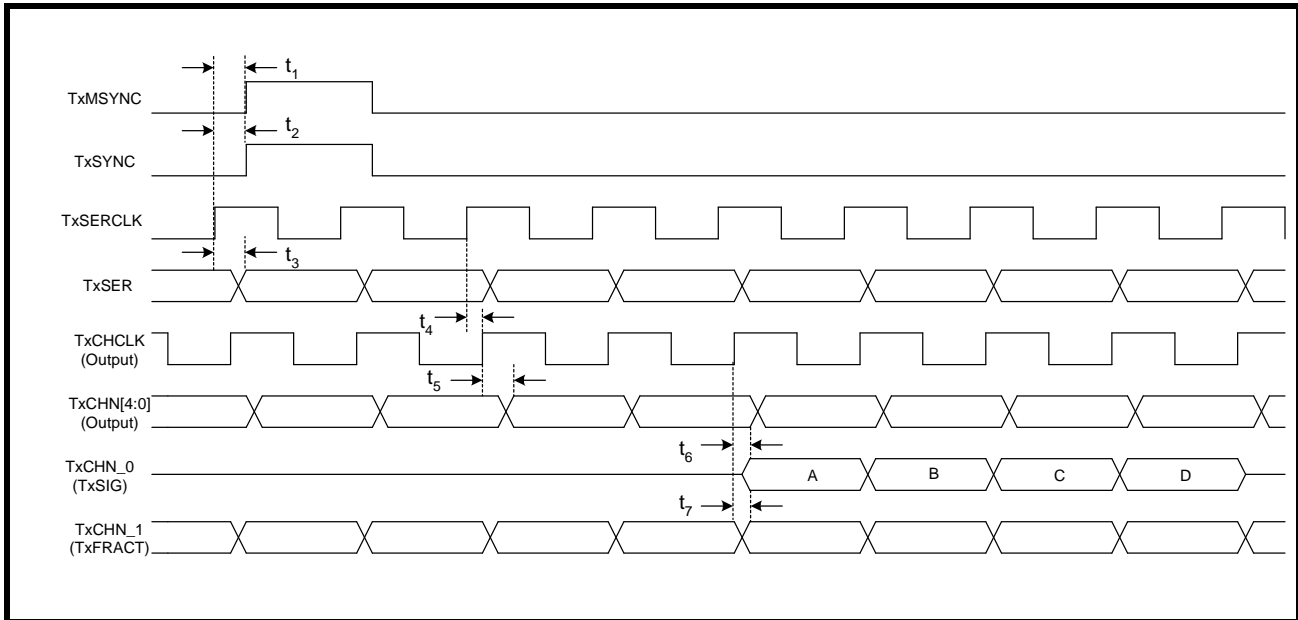 t1
TxMSYNC
t2
TxSYNC
TxSERCLK
t3
TxSER
t4
TxCHCLK
(Output)
t5
TxCHN[4:0]
(Output)
t6
TxCHN_0
(TxSIG)
A B C D
t7
TxCHN_1
(TxFRACT)